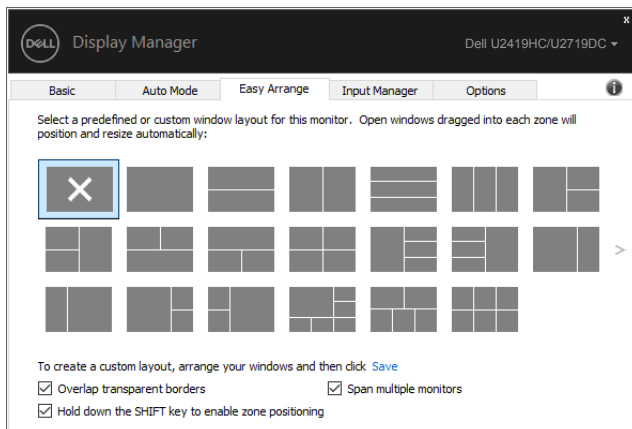 x
DELL
Display Manager
Dell U2419HC/U2719DC
Basic
Auto Mode
Easy Arrange
Input Manager
Options
Select a predefined or custom window layout for this monitor. Open windows dragged into each zone will
position and resize automatically:
To create a custom layout, arrange your windows and then click Save
Overlap transparent borders
Span multiple monitors
Hold down the SHIFT key to enable zone positioning